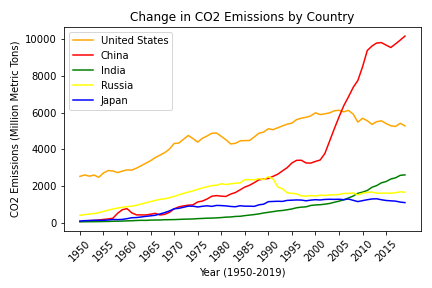 Change in CO2 Emissions by Country
CO2 Emissions (Million Metric Tons)
10000
8000
6000
4000
2000
0
United States
China
India
Russia
Japan
1950
1955
1960
1965
1970
1975
1980
1985
1990
1995
2000
2005
2010
2015
Year (1950-2019)